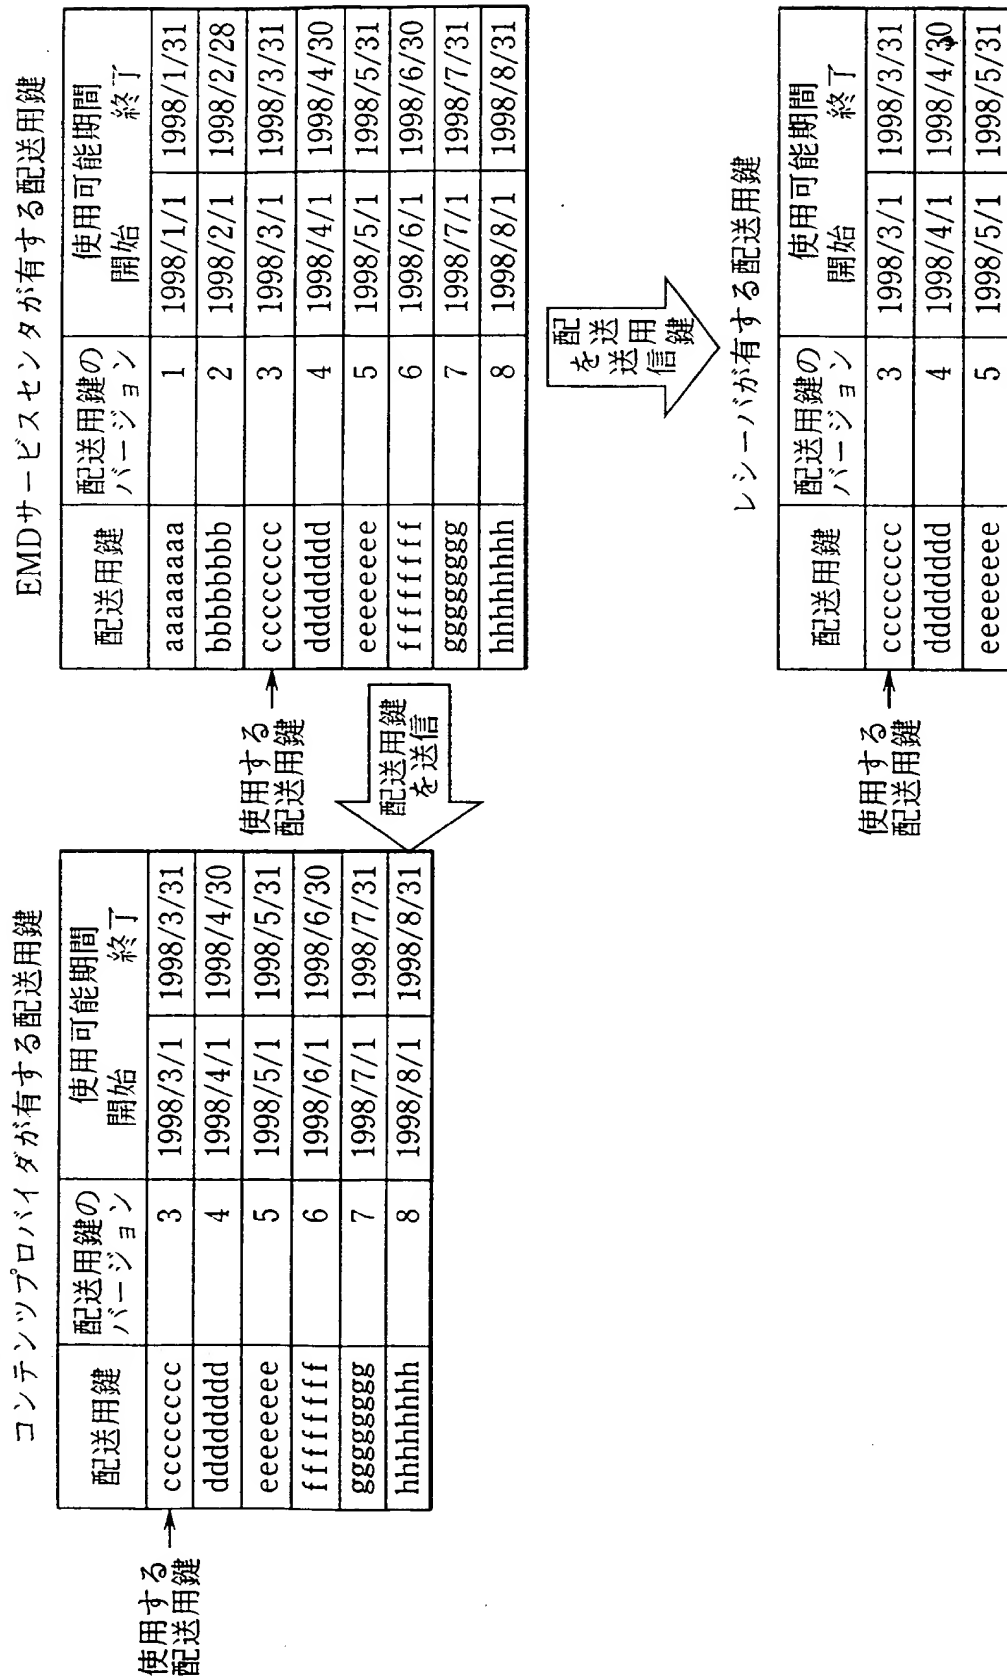 コンテンツプロバイダが有する配送用鍵
配送用鍵 配送用鍵のバージョン 使用可能期間 開始 終了
使用する配送用鍵
cccccccc 3 1998/3/1 1998/3/31
dddddddd 4 1998/4/1 1998/4/30
eeeeeeee 5 1998/5/1 1998/5/31
ffffffff 6 1998/6/1 1998/6/30
gggggggg 7 1998/7/1 1998/7/31
hhhhhhhh 8 1998/8/1 1998/8/31
配送用鍵
を送信
EMDサービスセンタが有する配送用鍵
配送用鍵 配送用鍵のバージョン 使用可能期間 開始 終了
aaaaaaaa 1 1998/1/1 1998/1/31
bbbbbbbb 2 1998/2/1 1998/2/28
使用する配送用鍵
cccccccc 3 1998/3/1 1998/3/31
dddddddd 4 1998/4/1 1998/4/30
eeeeeeee 5 1998/5/1 1998/5/31
ffffffff 6 1998/6/1 1998/6/30
gggggggg 7 1998/7/1 1998/7/31
hhhhhhhh 8 1998/8/1 1998/8/31
配送用鍵
を送信
レシーバが有する配送用鍵
配送用鍵 配送用鍵のバージョン 使用可能期間 開始 終了
使用する配送用鍵
cccccccc 3 1998/3/1 1998/3/31
dddddddd 4 1998/4/1 1998/4/30
eeeeeeee 5 1998/5/1 1998/5/31